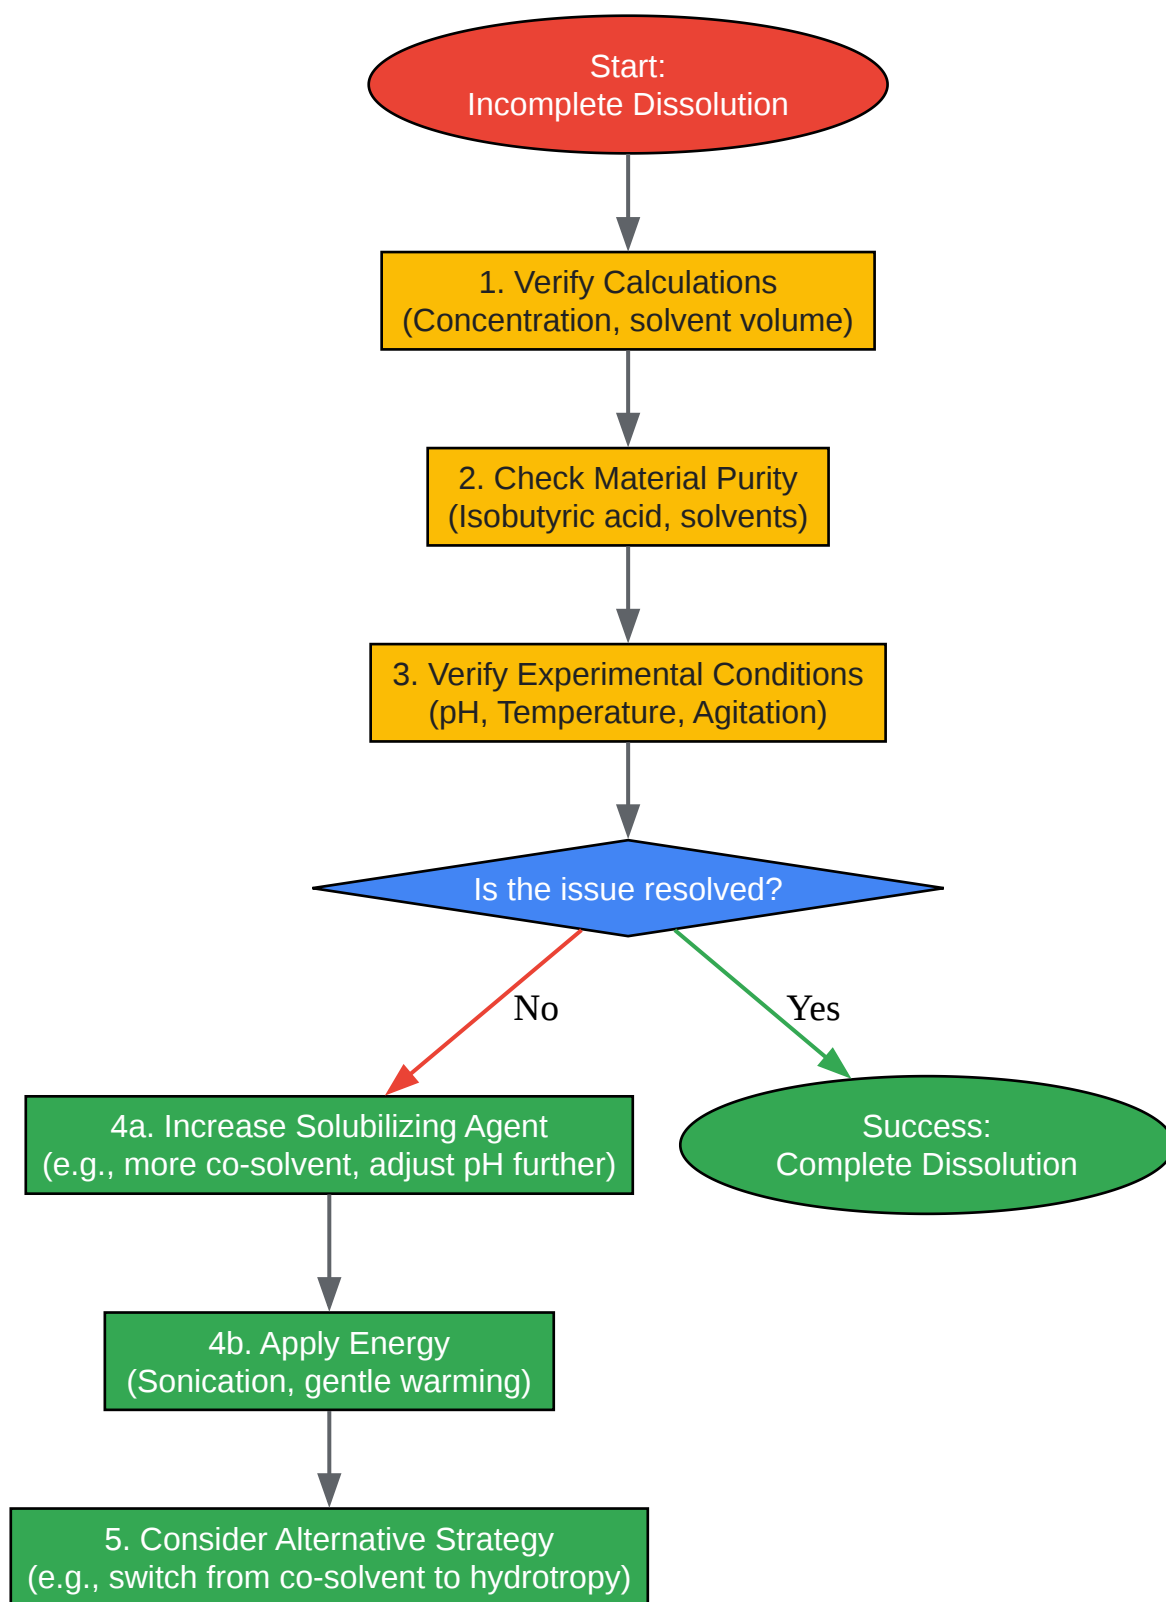 Start:
Incomplete Dissolution
1. Verify Calculations
(Concentration, solvent volume)
2. Check Material Purity
(Isobutyric acid, solvents)
3. Verify Experimental Conditions
(pH, Temperature, Agitation)
Is the issue resolved?
No
Yes
4a. Increase Solubilizing Agent
(e.g., more co-solvent, adjust pH further)
Success:
Complete Dissolution
4b. Apply Energy
(Sonication, gentle warming)
5. Consider Alternative Strategy
(e.g., switch from co-solvent to hydrotropy)